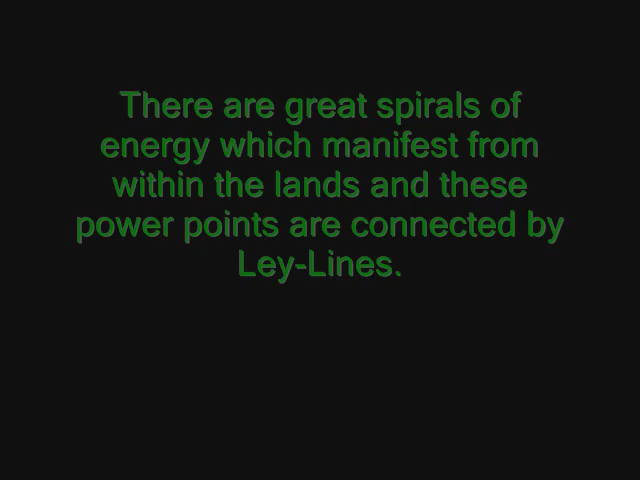 There are great spirals of
energy which manifest from
within the lands and these
power points are connected by
Ley-Lines.